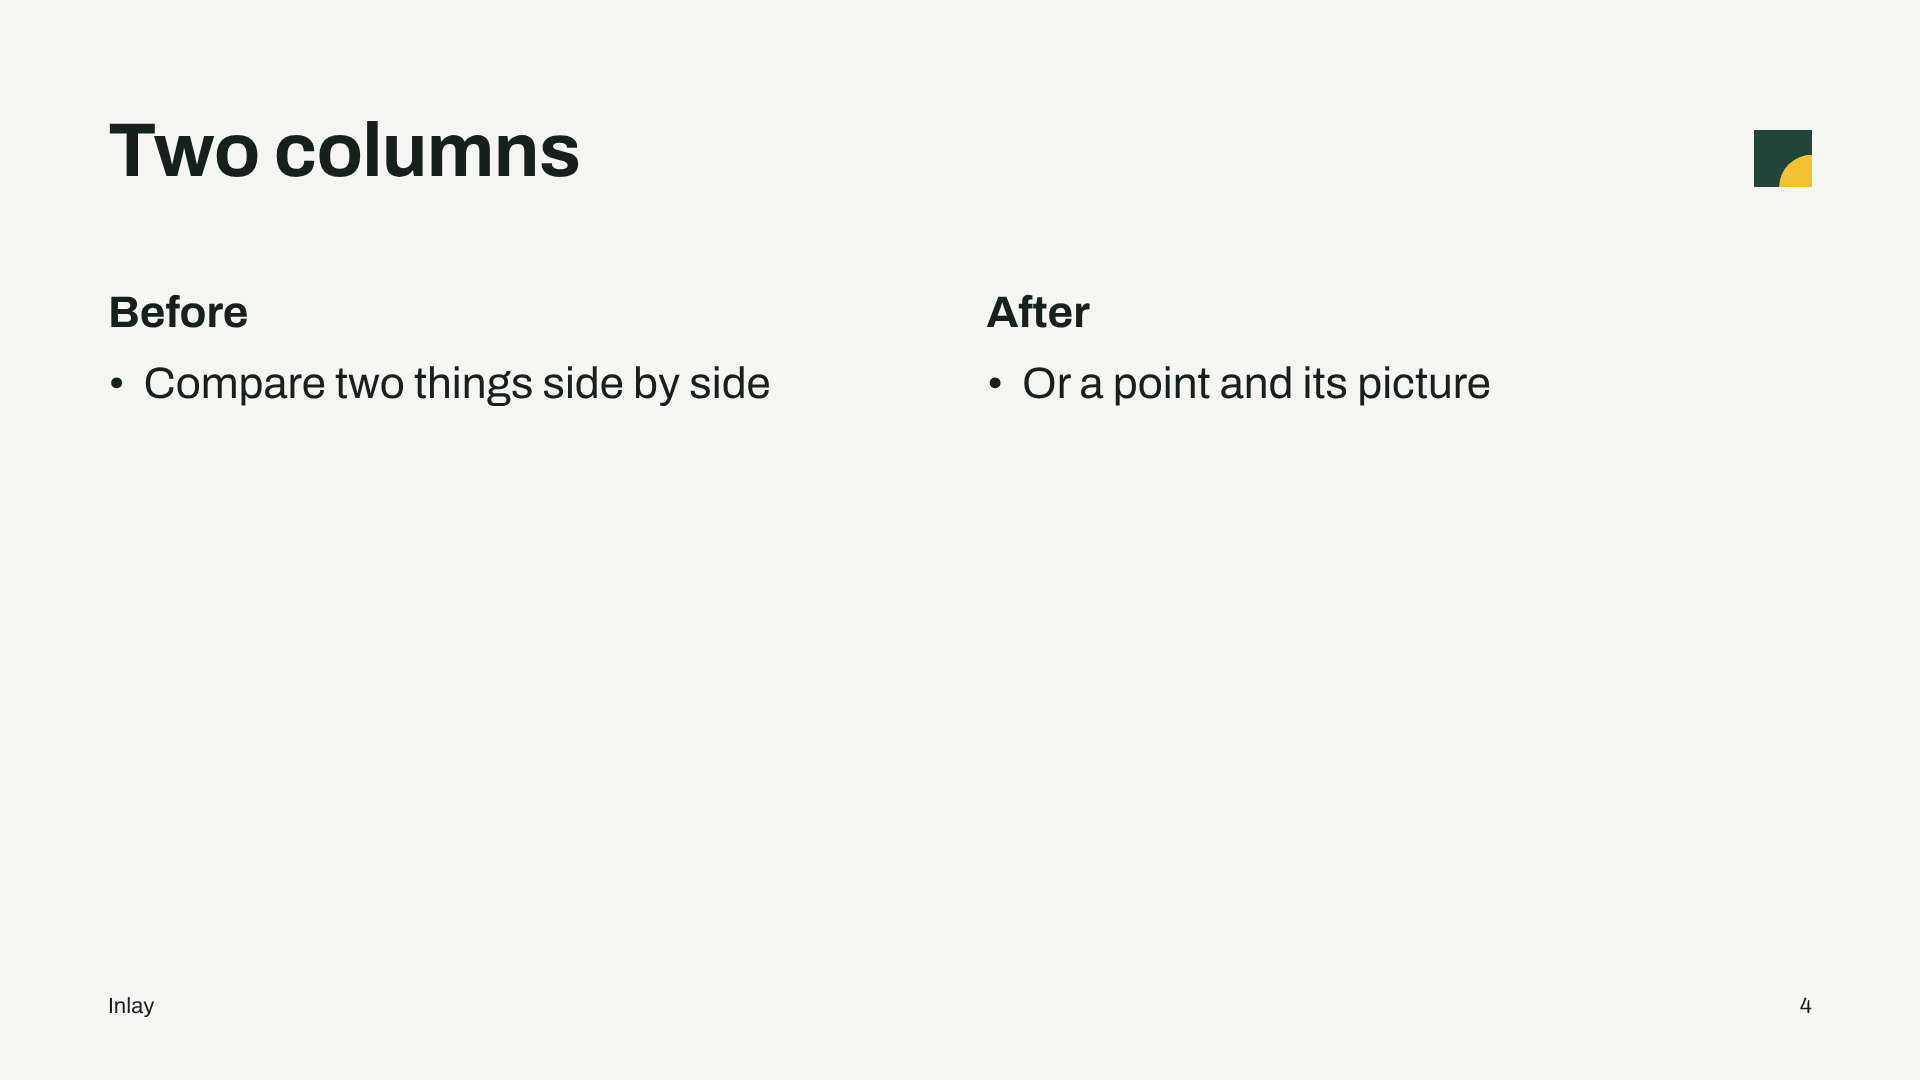 Two columns
Before
• Compare two things side by side
After
• Or a point and its picture
Inlay
4